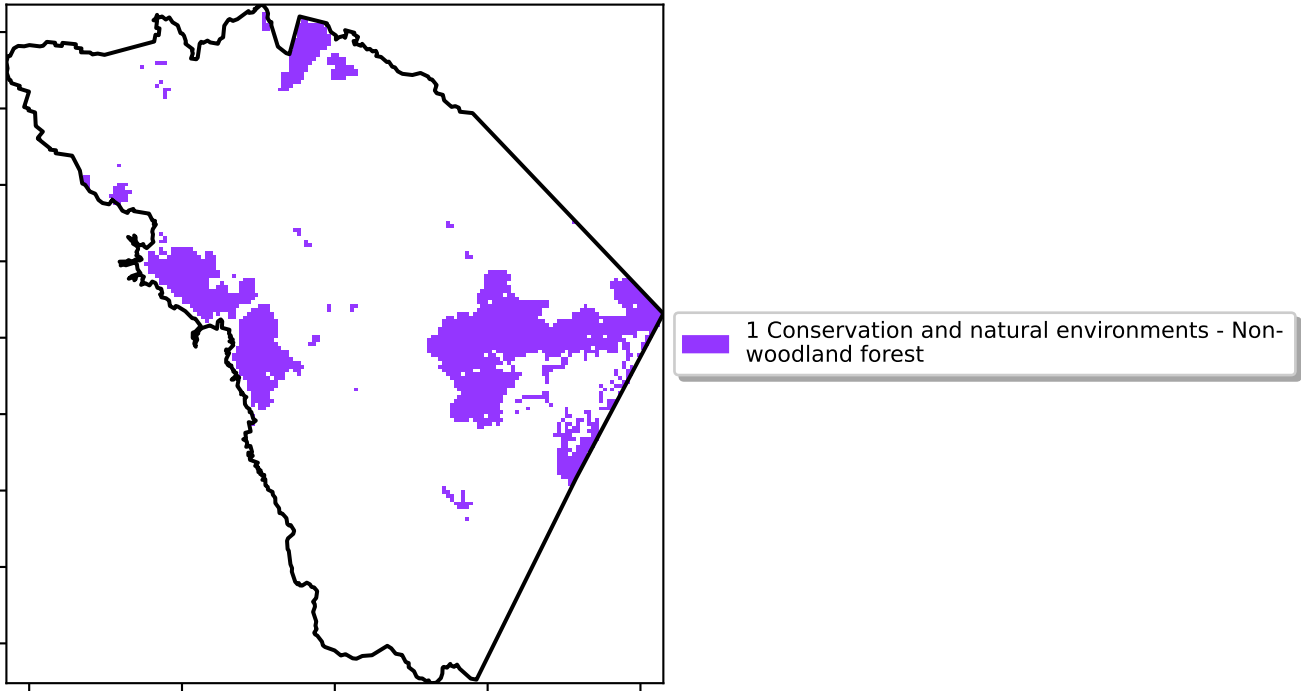 1 Conservation and natural environments - Non-
woodland forest